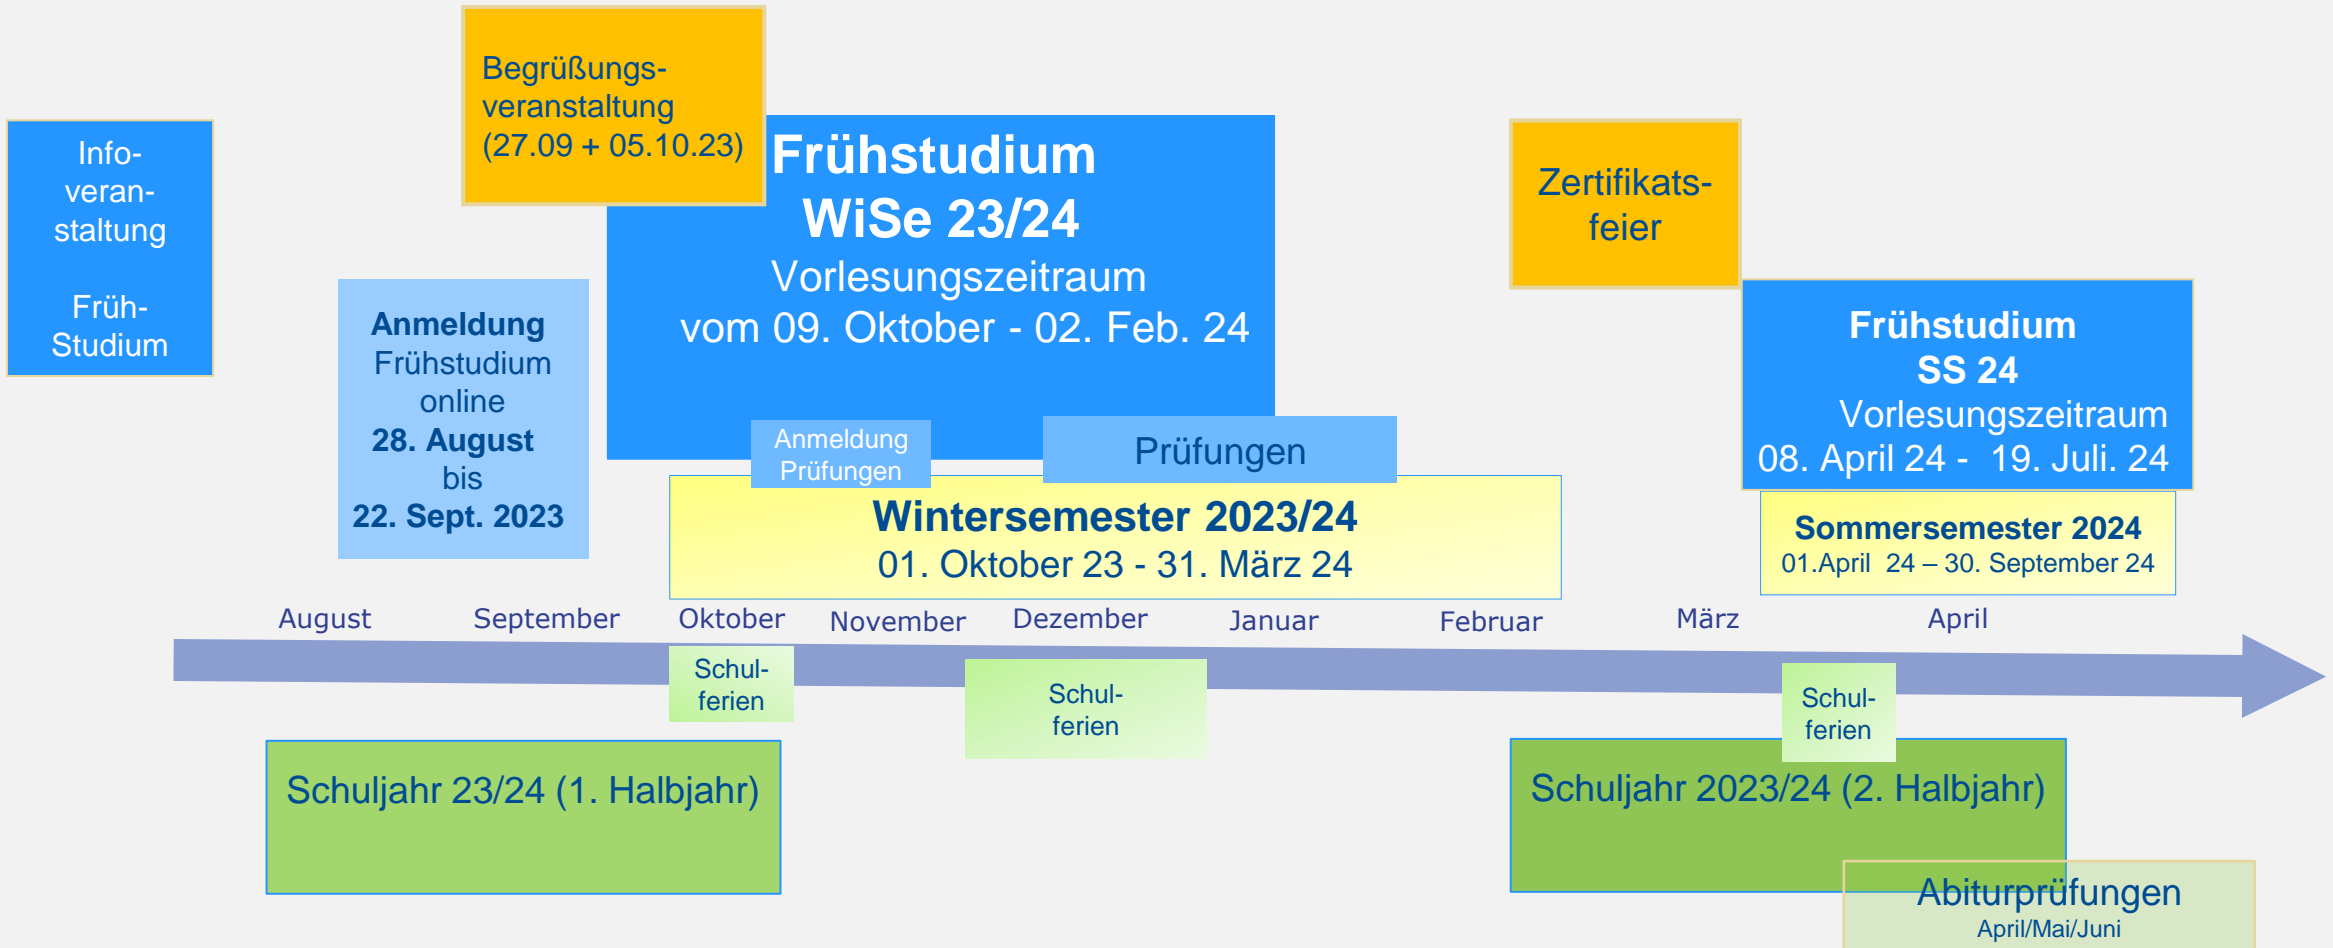 Info-
veran-
staltung
Früh-
Studium
Begrüßungs-
veranstaltung
(27.09 + 05.10.23)
Anmeldung
Frühstudium
online
28. August
bis
22. Sept. 2023
Frühstudium
WiSe 23/24
Vorlesungszeitraum
vom 09. Oktober - 02. Feb. 24
Anmeldung
Prüfungen
Prüfungen
Wintersemester 2023/24
01. Oktober 23 - 31. März 24
Zertifikats-
feier
Frühstudium
SS 24
Vorlesungszeitraum
08. April 24 - 19. Juli. 24
Sommersemester 2024
01.April 24 – 30. September 24
August September Oktober November Dezember Januar Februar März April
Schul-
ferien
Schul-
ferien
Schul-
ferien
Schuljahr 23/24 (1. Halbjahr)
Schuljahr 2023/24 (2. Halbjahr)
Abiturprüfungen
April/Mai/Juni